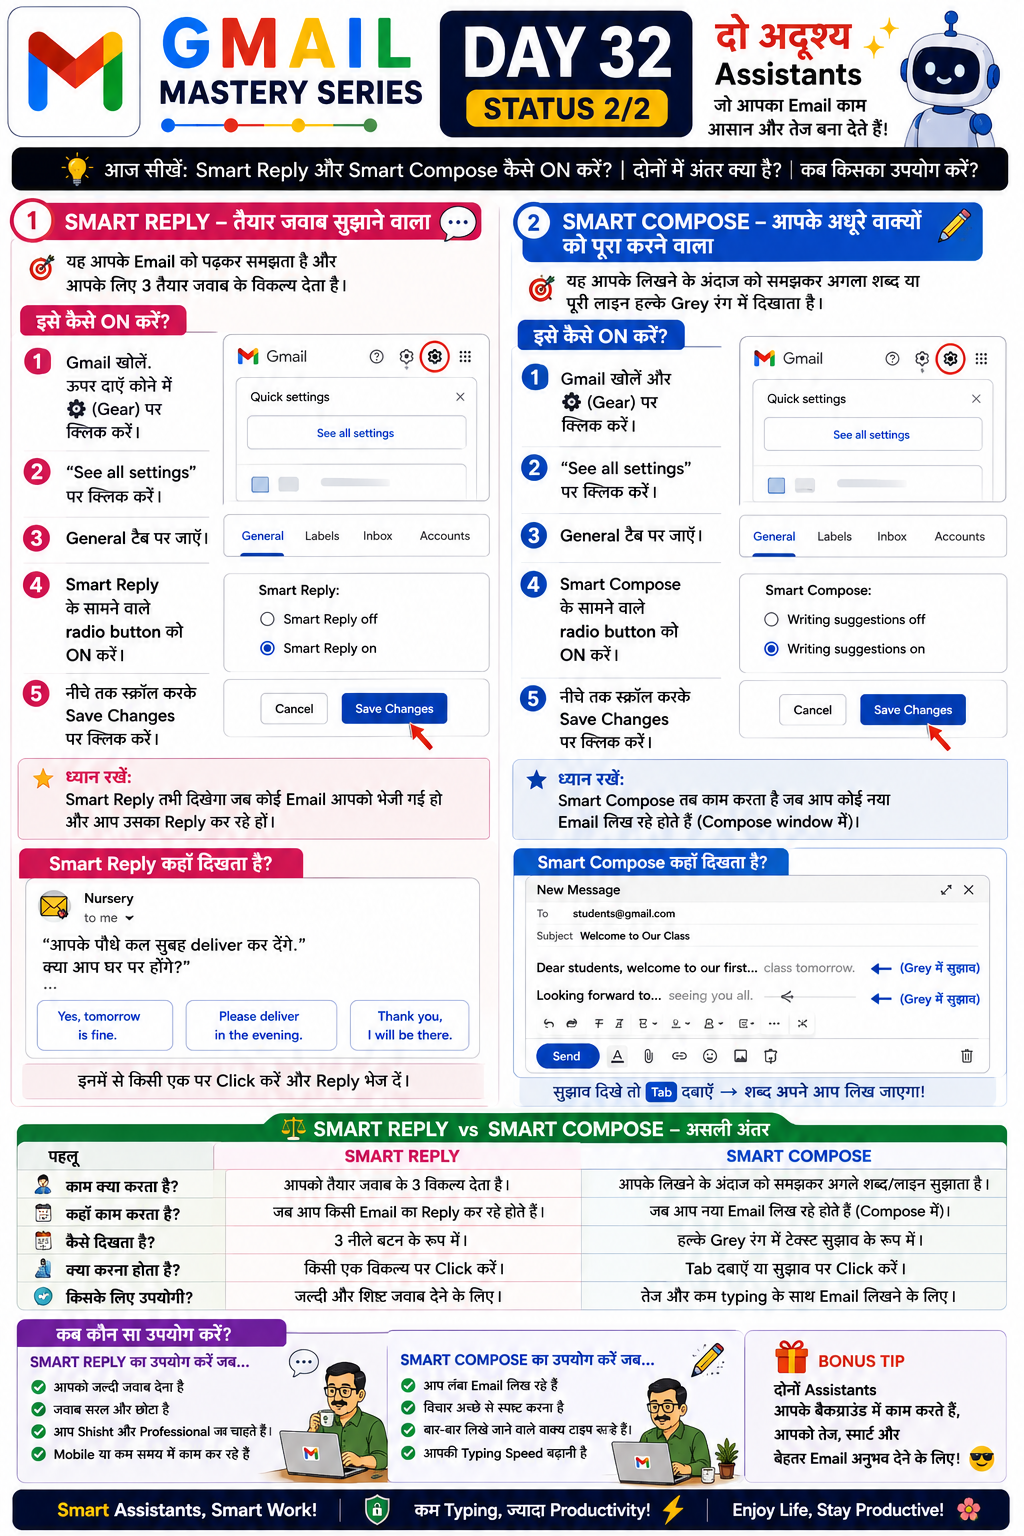 GMAIL
MASTERY SERIES
DAY 32
STATUS 2/2
दो अदृश्य
Assistants
जो आपका Email काम
आसान और तेज बना देते हैं!
आज सीखें: Smart Reply और Smart Compose कैसे ON करें? | दोनों में अंतर क्या है? | कब किसका उपयोग करें?
1 SMART REPLY – तैयार जवाब सुझाने वाला
यह आपके Email को पढ़कर समझता है और
आपके लिए 3 तैयार जवाब के विकल्प देता है।
इसे कैसे ON करें?
1 Gmail खोलें.
ऊपर दाएँ कोने में
(Gear) पर
क्लिक करें।
Gmail
Quick settings
See all settings
2 “See all settings”
पर क्लिक करें।
3 General टैब पर जाएँ।
General Labels Inbox Accounts
4 Smart Reply
के सामने वाले
radio button को
ON करें।
Smart Reply:
Smart Reply off
Smart Reply on
5 नीचे तक स्क्रॉल करके
Save Changes
पर क्लिक करें।
Cancel Save Changes
ध्यान रखें:
Smart Reply तभी दिखेगा जब कोई Email आपको भेजी गई हो
और आप उसका Reply कर रहे हों।
Smart Reply कहाँ दिखता है?
Nursery
to me
“आपके पौधे कल सुबह deliver कर देंगे.”
क्या आप घर पर होंगे?”
...
Yes, tomorrow
is fine.
Please deliver
in the evening.
Thank you,
I will be there.
इनमें से किसी एक पर Click करें और Reply भेज दें।
2 SMART COMPOSE – आपके अधूरे वाक्यों
को पूरा करने वाला
यह आपके लिखने के अंदाज को समझकर अगला शब्द या
पूरी लाइन हल्के Grey रंग में दिखाता है।
इसे कैसे ON करें?
1 Gmail खोलें और
(Gear) पर
क्लिक करें।
Gmail
Quick settings
See all settings
2 “See all settings”
पर क्लिक करें।
3 General टैब पर जाएँ।
General Labels Inbox Accounts
4 Smart Compose
के सामने वाले
radio button को
ON करें।
Smart Compose:
Writing suggestions off
Writing suggestions on
5 नीचे तक स्क्रॉल करके
Save Changes
पर क्लिक करें।
Cancel Save Changes
ध्यान रखें:
Smart Compose तब काम करता है जब आप कोई नया
Email लिख रहे होते हैं (Compose window में)।
Smart Compose कहाँ दिखता है?
New Message
To students@gmail.com
Subject Welcome to Our Class
Dear students, welcome to our first... class tomorrow. (Grey में सुझाव)
Looking forward to... seeing you all. (Grey में सुझाव)
Send
सुझाव दिखे तो Tab दबाएँ → शब्द अपने आप लिख जाएगा!
SMART REPLY vs SMART COMPOSE – असली अंतर
पहलू SMART REPLY SMART COMPOSE
काम क्या करता है? आपको तैयार जवाब के 3 विकल्प देता है। आपके लिखने के अंदाज को समझकर अगले शब्द/लाइन सुझाता है।
कहाँ काम करता है? जब आप किसी Email का Reply कर रहे होते हैं। जब आप नया Email लिख रहे होते हैं (Compose में)।
कैसे दिखता है? 3 नीले बटन के रूप में। हल्के Grey रंग में टेक्स्ट सुझाव के रूप में।
क्या करना होता है? किसी एक विकल्प पर Click करें। Tab दबाएँ या सुझाव पर Click करें।
किसके लिए उपयोगी? जल्दी और शिष्ट जवाब देने के लिए। तेज और कम typing के साथ Email लिखने के लिए।
कब कौन सा उपयोग करें?
SMART REPLY का उपयोग करें जब...
आपको जल्दी जवाब देना है
जवाब सरल और छोटा है
आप Shisht और Professional जब चाहते हैं।
Mobile या कम समय में काम कर रहे हैं
SMART COMPOSE का उपयोग करें जब...
आप लंबा Email लिख रहे हैं
विचार अच्छे से स्पष्ट करना है
बार-बार लिखे जाने वाले वाक्य टाइप रहे हैं।
आपकी Typing Speed बढ़ानी है
BONUS TIP
दोनों Assistants
आपके बैकग्राउंड में काम करते हैं,
आपको तेज, स्मार्ट और
बेहतर Email अनुभव देने के लिए!
Smart Assistants, Smart Work! | कम Typing, ज्यादा Productivity! | Enjoy Life, Stay Productive!